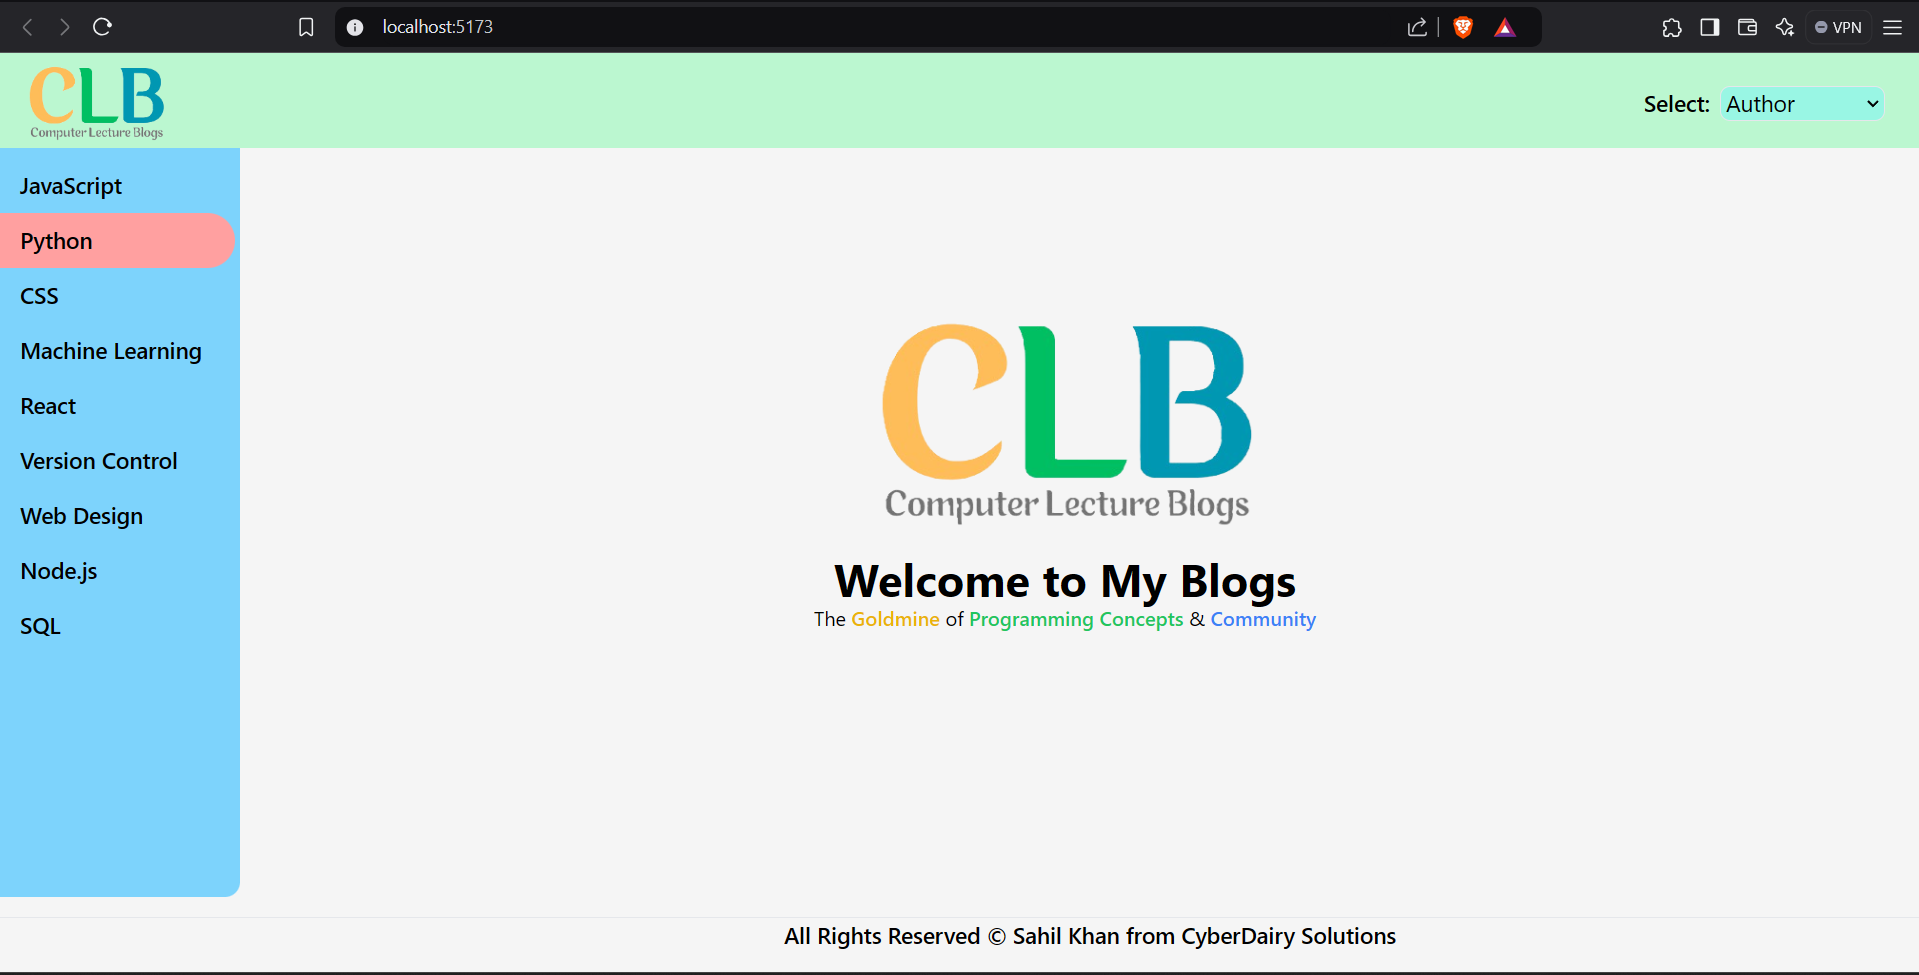 localhost:5173
VPN
CLB
Computer Lecture Blogs
Select: Author
JavaScript
Python
CSS
Machine Learning
React
Version Control
Web Design
Node.js
SQL
CLB
Computer Lecture Blogs
Welcome to My Blogs
The Goldmine of Programming Concepts & Community
All Rights Reserved © Sahil Khan from CyberDairy Solutions